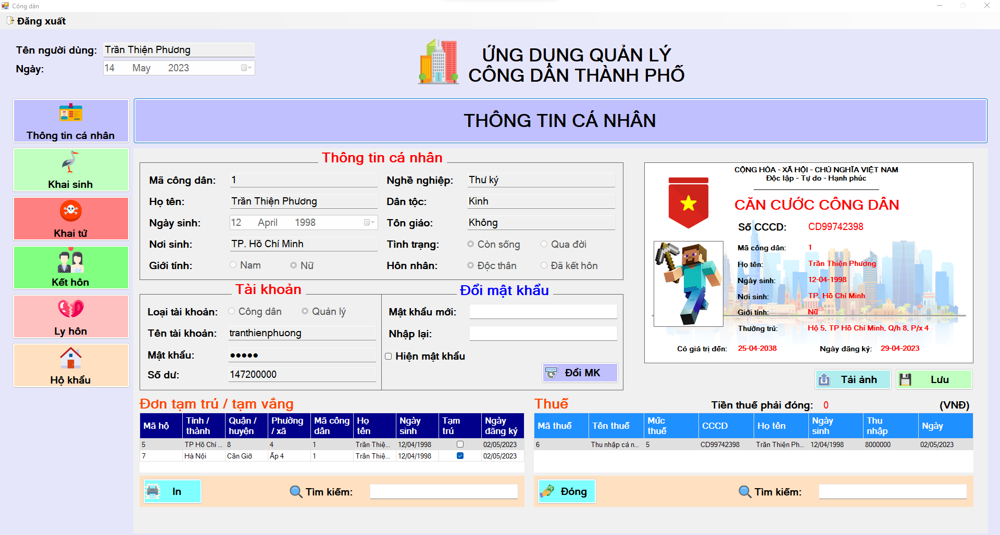 Công dân
Đăng xuất
Tên người dùng: Trần Thiện Phương
Ngày: 14 May 2023
ỨNG DỤNG QUẢN LÝ
CÔNG DÂN THÀNH PHỐ
Thông tin cá nhân
Khai sinh
Khai tử
Kết hôn
Ly hôn
Hộ khẩu
THÔNG TIN CÁ NHÂN
Thông tin cá nhân
Mã công dân: 1
Họ tên: Trần Thiện Phương
Ngày sinh: 12 April 1998
Nơi sinh: TP. Hồ Chí Minh
Giới tính: Nam Nữ
Nghề nghiệp: Thư ký
Dân tộc: Kinh
Tôn giáo: Không
Tình trạng: Còn sống Qua đời
Hôn nhân: Độc thân Đã kết hôn
Tài khoản
Loại tài khoản: Công dân Quản lý
Tên tài khoản: tranthienphuong
Mật khẩu: ●●●●●
Số dư: 147200000
Đổi mật khẩu
Mật khẩu mới:
Nhập lại:
Hiện mật khẩu
Đổi MK
CỘNG HÒA - XÃ HỘI - CHỦ NGHĨA VIỆT NAM
Độc lập - Tự do - Hạnh phúc
CĂN CƯỚC CÔNG DÂN
Số CCCD: CD99742398
Mã công dân: 1
Họ tên: Trần Thiện Phương
Ngày sinh: 12-04-1998
Nơi sinh: TP. Hồ Chí Minh
Giới tính: Nữ
Thường trú: Hộ 5, TP Hồ Chí Minh, Q/h 8, P/x 4
Có giá trị đến: 25-04-2038 Ngày đăng ký: 29-04-2023
Tải ảnh
Lưu
Đơn tạm trú / tạm vắng
Mã hộ Tỉnh / thành Quận / huyện Phường / xã Mã công dân Họ tên Ngày sinh Tạm trú Ngày đăng ký
5 TP Hồ Chí ... 8 4 1 Trần Thiệ... 12/04/1998 02/05/2023
7 Hà Nội Cần Giờ Ấp 4 1 Trần Thiệ... 12/04/1998 02/05/2023
In
Tìm kiếm:
Thuế
Tiền thuế phải đóng: 0 (VNĐ)
Mã thuế Tên thuế Mức thuế CCCD Họ tên Ngày sinh Thu nhập Ngày
6 Thu nhập cá n... 5 CD99742398 Trần Thiện Ph... 12/04/1998 8000000 02/05/2023
Đóng
Tìm kiếm: